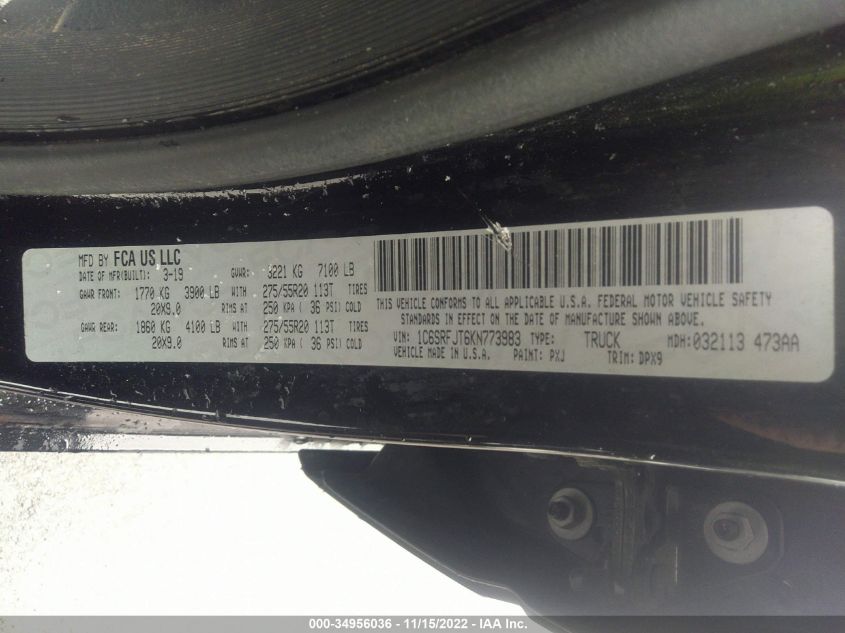 MFD BY FCA US LLC
DATE OF MFR(BUILT): 3-19 GVWR: 3221 KG 7100 LB
GAWR FRONT: 1770 KG 3900 LB WITH 275/55R20 113T TIRES
20X9.0 RIMS AT 250 KPA ( 36 PSI) COLD
GAWR REAR: 1860 KG 4100 LB WITH 275/55R20 113T TIRES
20X9.0 RIMS AT 250 KPA ( 36 PSI) COLD
THIS VEHICLE CONFORMS TO ALL APPLICABLE U.S.A. FEDERAL MOTOR VEHICLE SAFETY
STANDARDS IN EFFECT ON THE DATE OF MANUFACTURE SHOWN ABOVE.
VIN: 1C6SRFJT6KN773983 TYPE: TRUCK MDH: 032113 473AA
VEHICLE MADE IN U.S.A. PAINT: PXJ TRIM: DPX9
000-34956036 - 11/15/2022 - IAA Inc.